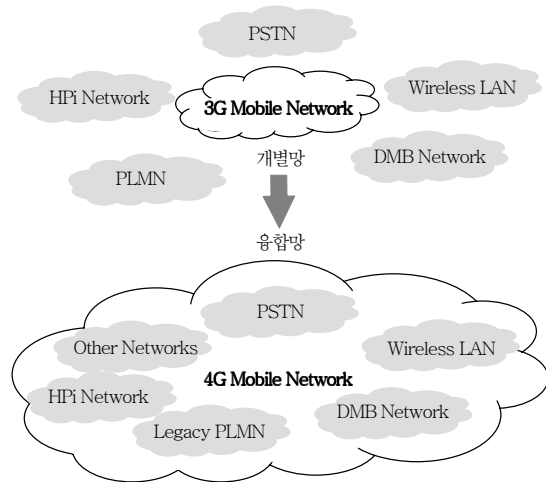 PSTN
HPi Network
Wireless LAN
3G Mobile Network
개별망
DMB Network
PLMN
융합망
PSTN
Other Networks
Wireless LAN
4G Mobile Network
HPi Network
DMB Network
Legacy PLMN